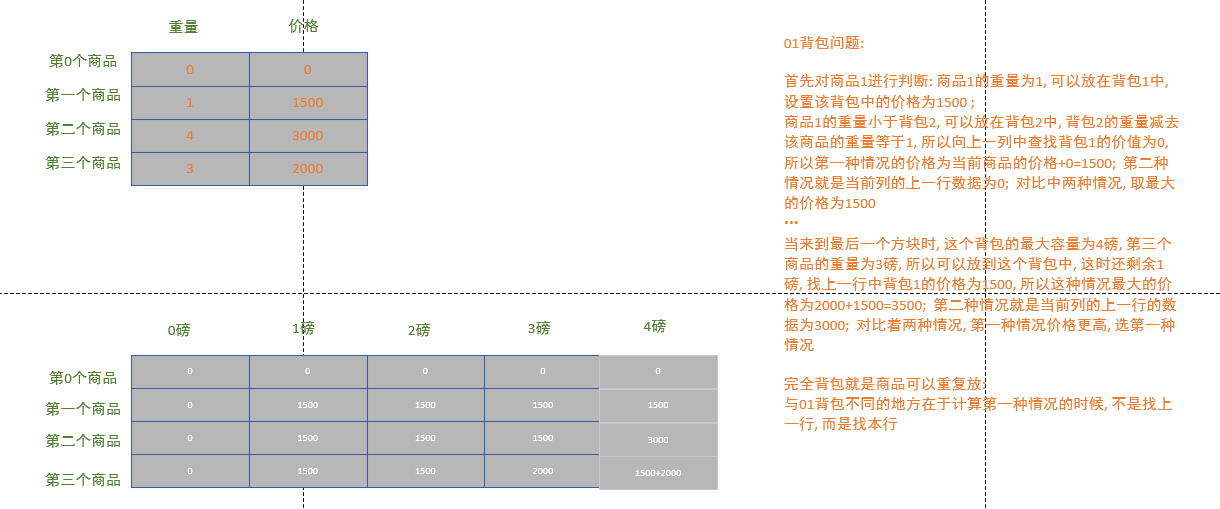 重量 价格
第0个商品 0 0
第一个商品 1 1500
第二个商品 4 3000
第三个商品 3 2000
01背包问题:
首先对商品1进行判断: 商品1的重量为1, 可以放在背包1中,
设置该背包中的价格为1500 ;
商品1的重量小于背包2, 可以放在背包2中, 背包2的重量减去
该商品的重量等于1, 所以向上一列中查找背包1的价值为0,
所以第一种情况的价格为当前商品的价格+0=1500; 第二种
情况就是当前列的上一行数据为0; 对比中两种情况, 取最大
的价格为1500
...
当来到最后一个方块时, 这个背包的最大容量为4磅, 第三个
商品的重量为3磅, 所以可以放到这个背包中, 这时还剩余1
磅, 找上一行中背包1的价格为1500, 所以这种情况最大的价
格为2000+1500=3500; 第二种情况就是当前列的上一行的数
据为3000; 对比着两种情况, 第一种情况价格更高, 选第一种
情况
完全背包就是商品可以重复放:
与01背包不同的地方在于计算第一种情况的时候, 不是找上
一行, 而是找本行
0磅 1磅 2磅 3磅 4磅
第0个商品 0 0 0 0 0
第一个商品 0 1500 1500 1500 1500
第二个商品 0 1500 1500 1500 3000
第三个商品 0 1500 1500 2000 1500+2000